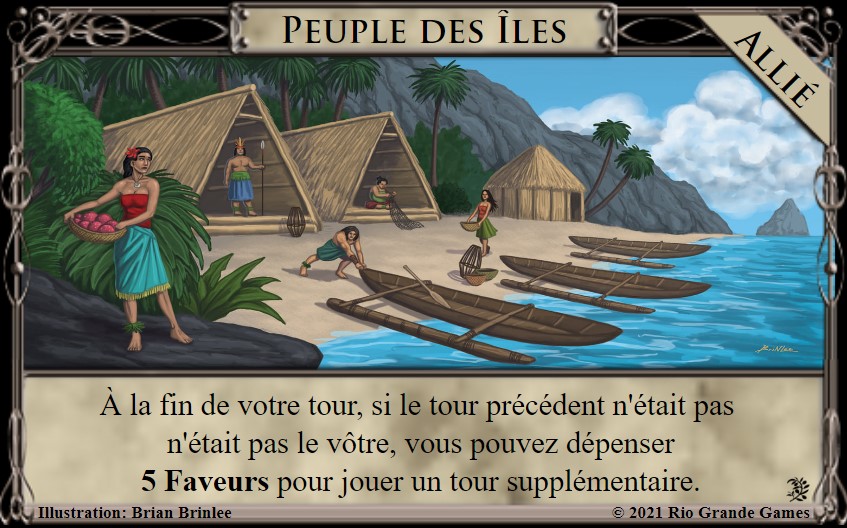 Peuple des Îles
Allié
À la fin de votre tour, si le tour précédent n'était pas
n'était pas le vôtre, vous pouvez dépenser
5 Faveurs pour jouer un tour supplémentaire.
Illustration: Brian Brinlee
© 2021 Rio Grande Games